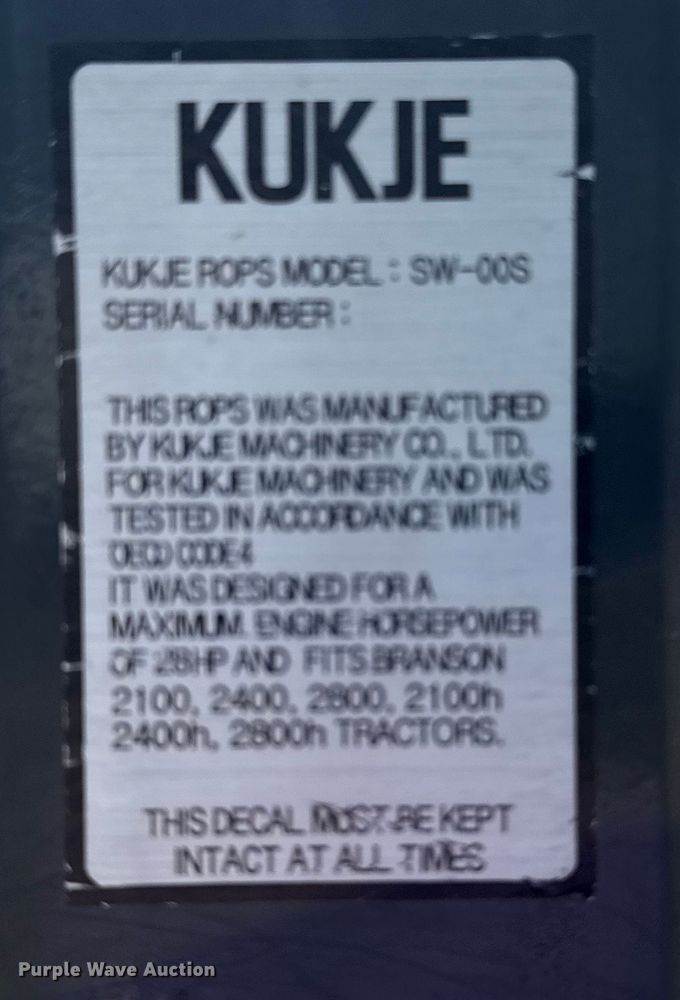 KUKJE
KUKJE ROPS MODEL : SW-00S
SERIAL NUMBER :
THIS ROPS WAS MANUFACTURED
BY KUKJE MACHINERY CO., LTD.
FOR KUKJE MACHINERY AND WAS
TESTED IN ACCORDANCE WITH
OECD CODE4
IT WAS DESIGNED FOR A
MAXIMUM ENGINE HORSEPOWER
OF 28HP AND FITS BRANSON
2100, 2400, 2800, 2100h
2400h, 2800h TRACTORS.
THIS DECAL MUST BE KEPT
INTACT AT ALL TIMES
Purple Wave Auction